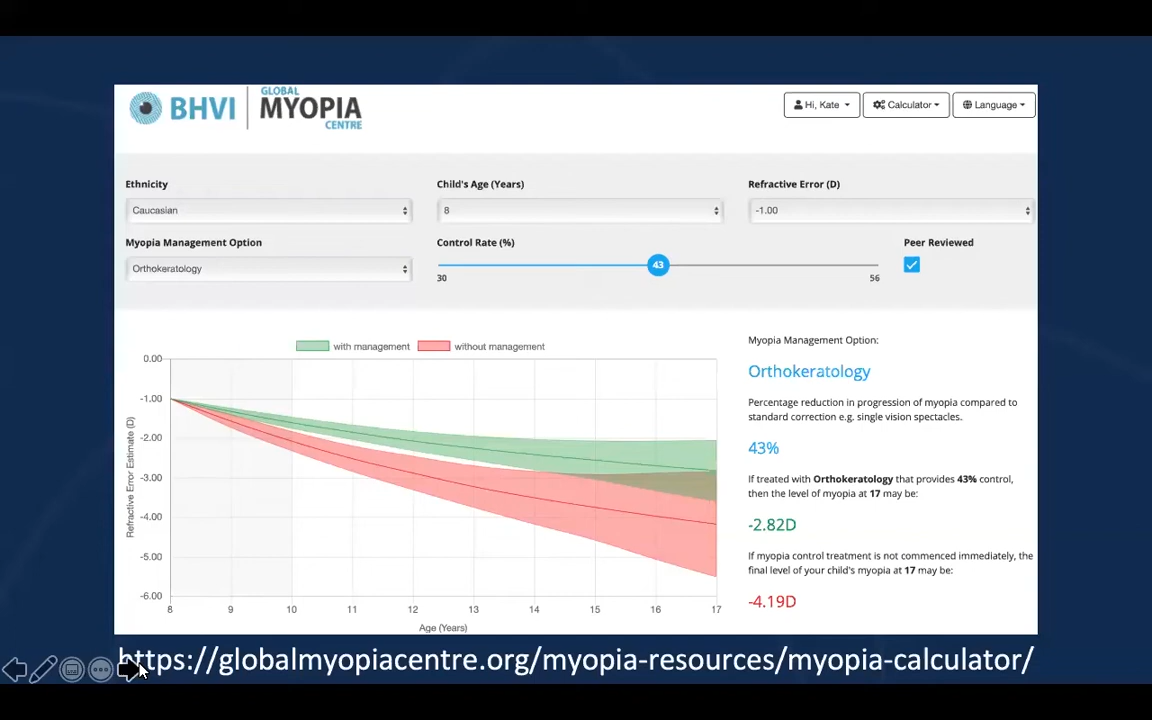 BHVI
GLOBAL
MYOPIA
CENTRE
Hi, Kate
Calculator
Language
Ethnicity
Child's Age (Years)
Refractive Error (D)
Caucasian
8
-1.00
Myopia Management Option
Control Rate (%)
Peer Reviewed
Orthokeratology
43
30
56
with management
without management
0.00
-1.00
-2.00
-3.00
-4.00
-5.00
-6.00
Refractive Error Estimate (D)
8 9 10 11 12 13 14 15 16 17
Age (Years)
Myopia Management Option:
Orthokeratology
Percentage reduction in progression of myopia compared to
standard correction e.g. single vision spectacles.
43%
If treated with Orthokeratology that provides 43% control,
then the level of myopia at 17 may be:
-2.82D
If myopia control treatment is not commenced immediately, the
final level of your child's myopia at 17 may be:
-4.19D
https://globalmyopiacentre.org/myopia-resources/myopia-calculator/